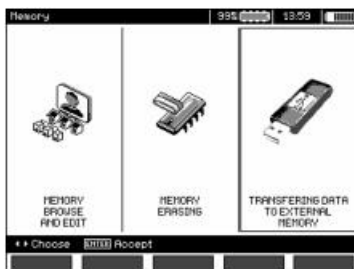 Memory 99% 13:59
MEMORY
BROWSE
AND EDIT
MEMORY
ERASING
TRANSFERING DATA
TO EXTERNAL
MEMORY
Choose ENTER Accept